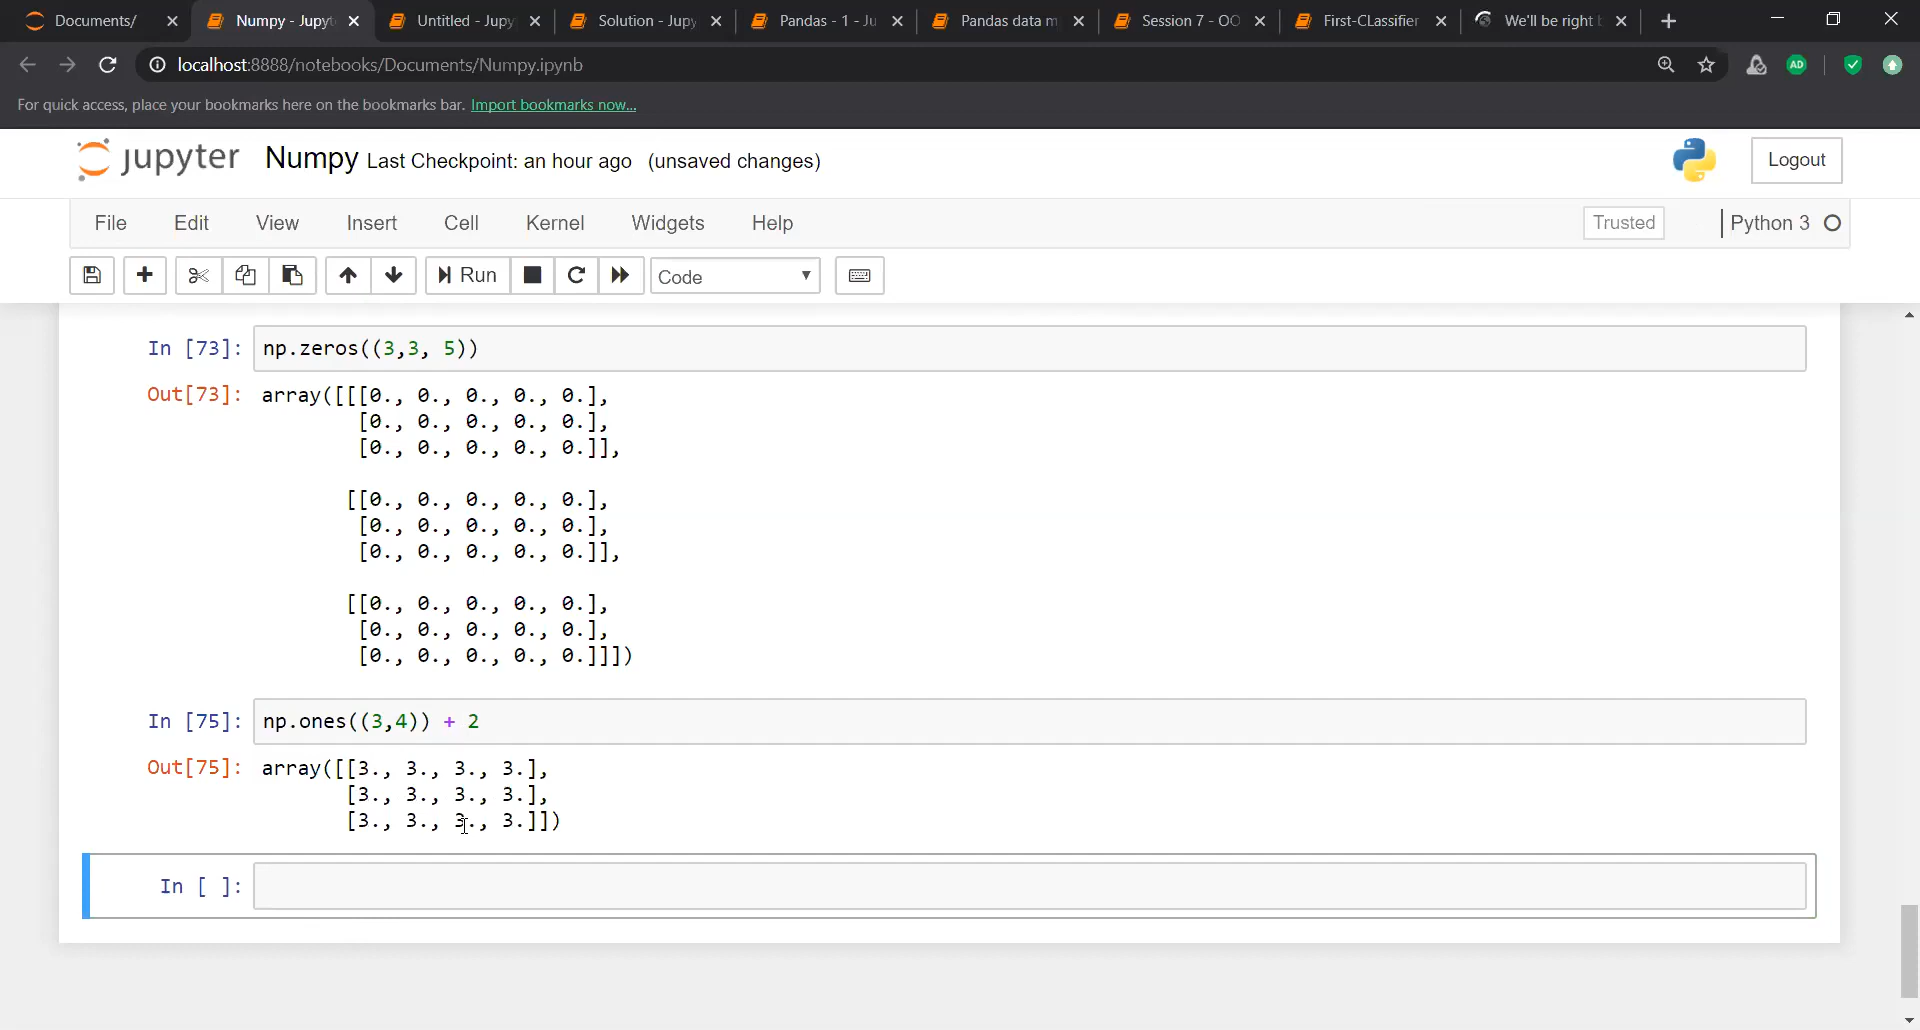 Documents/
Numpy - Jupyt
Untitled - Jupy
Solution - Jupy
Pandas - 1 - Ju
Pandas data m
Session 7 - OO
First-CLassifier
We'll be right b
localhost:8888/notebooks/Documents/Numpy.ipynb
AD
For quick access, place your bookmarks here on the bookmarks bar. Import bookmarks now...
jupyter Numpy Last Checkpoint: an hour ago (unsaved changes)
Logout
File Edit View Insert Cell Kernel Widgets Help
Trusted
Python 3
Run
Code
In [73]: np.zeros((3,3, 5))
Out[73]: array([[[0., 0., 0., 0., 0.],
[0., 0., 0., 0., 0.],
[0., 0., 0., 0., 0.]],
[[0., 0., 0., 0., 0.],
[0., 0., 0., 0., 0.],
[0., 0., 0., 0., 0.]],
[[0., 0., 0., 0., 0.],
[0., 0., 0., 0., 0.],
[0., 0., 0., 0., 0.]]])
In [75]: np.ones((3,4)) + 2
Out[75]: array([[3., 3., 3., 3.],
[3., 3., 3., 3.],
[3., 3., 3., 3.]])
In [ ]: